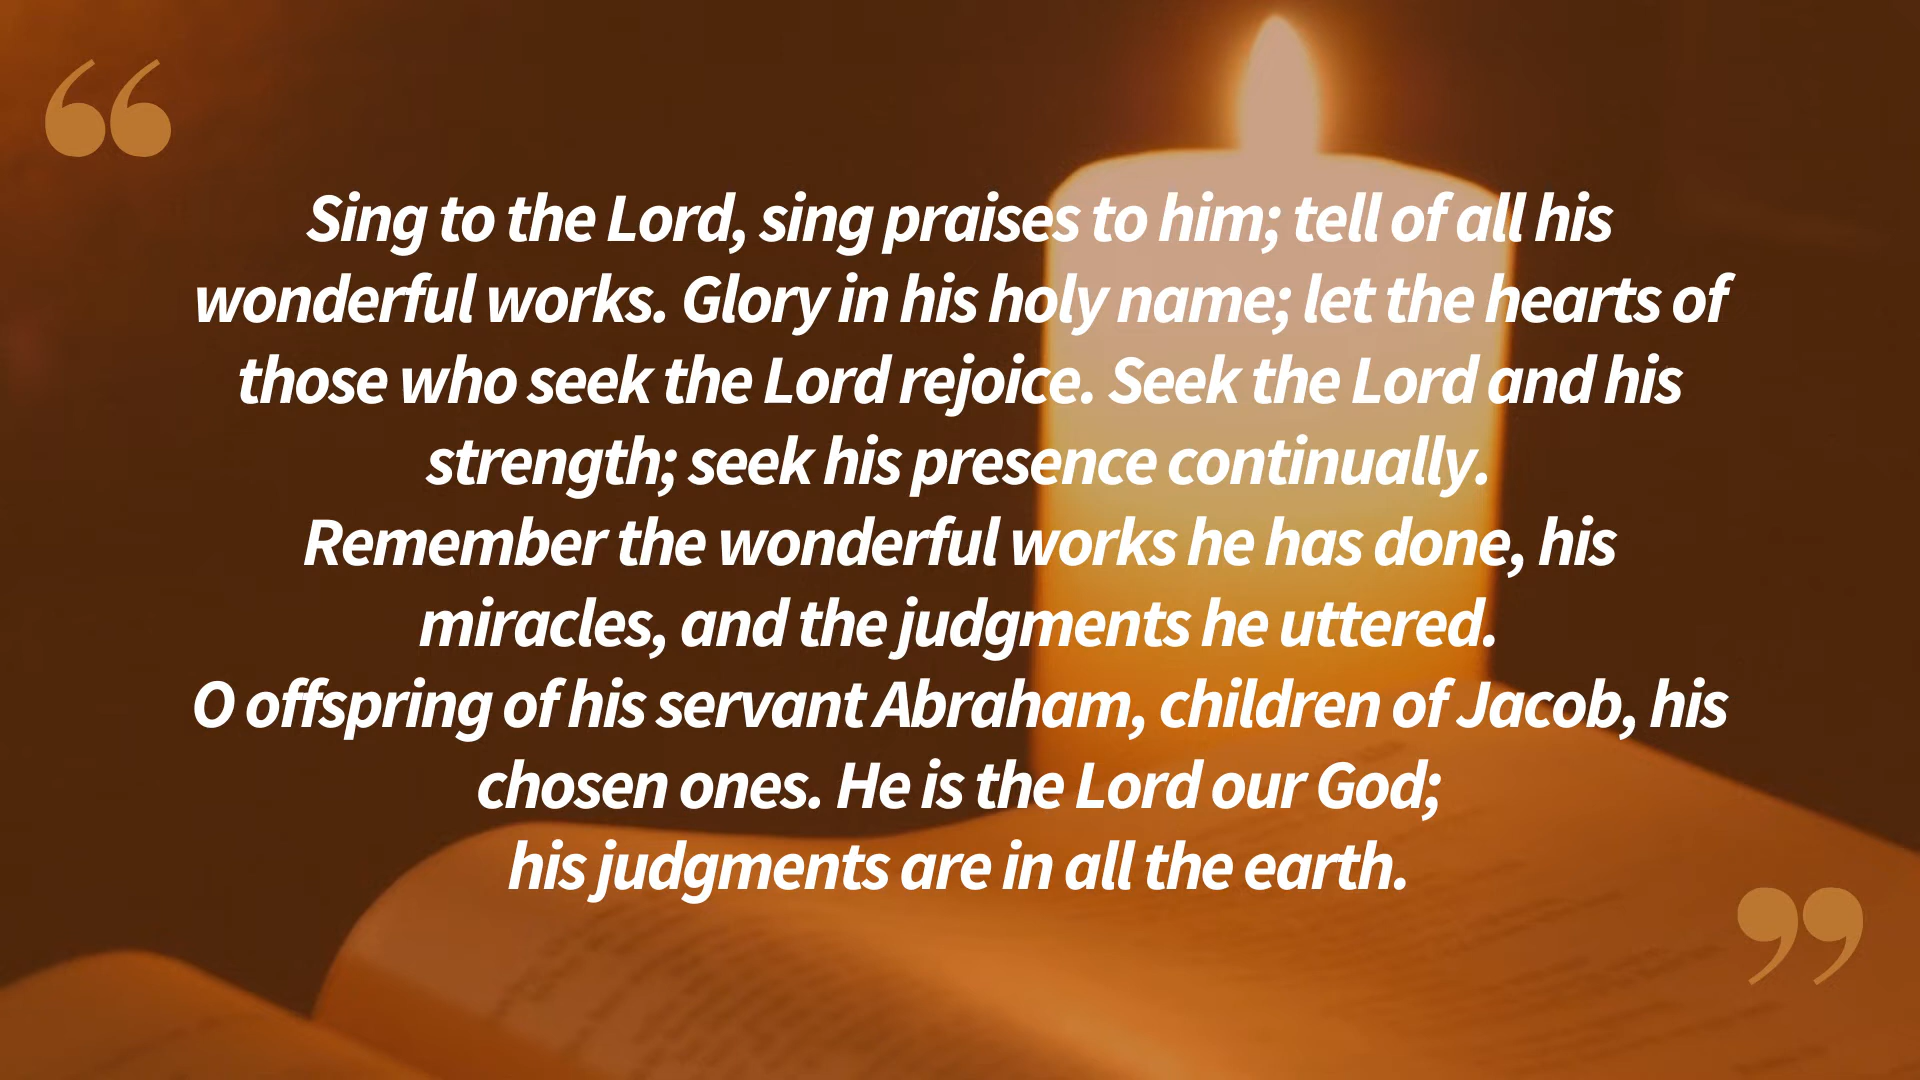 “
Sing to the Lord, sing praises to him; tell of all his
wonderful works. Glory in his holy name; let the hearts of
those who seek the Lord rejoice. Seek the Lord and his
strength; seek his presence continually.
Remember the wonderful works he has done, his
miracles, and the judgments he uttered.
O offspring of his servant Abraham, children of Jacob, his
chosen ones. He is the Lord our God;
his judgments are in all the earth.
”